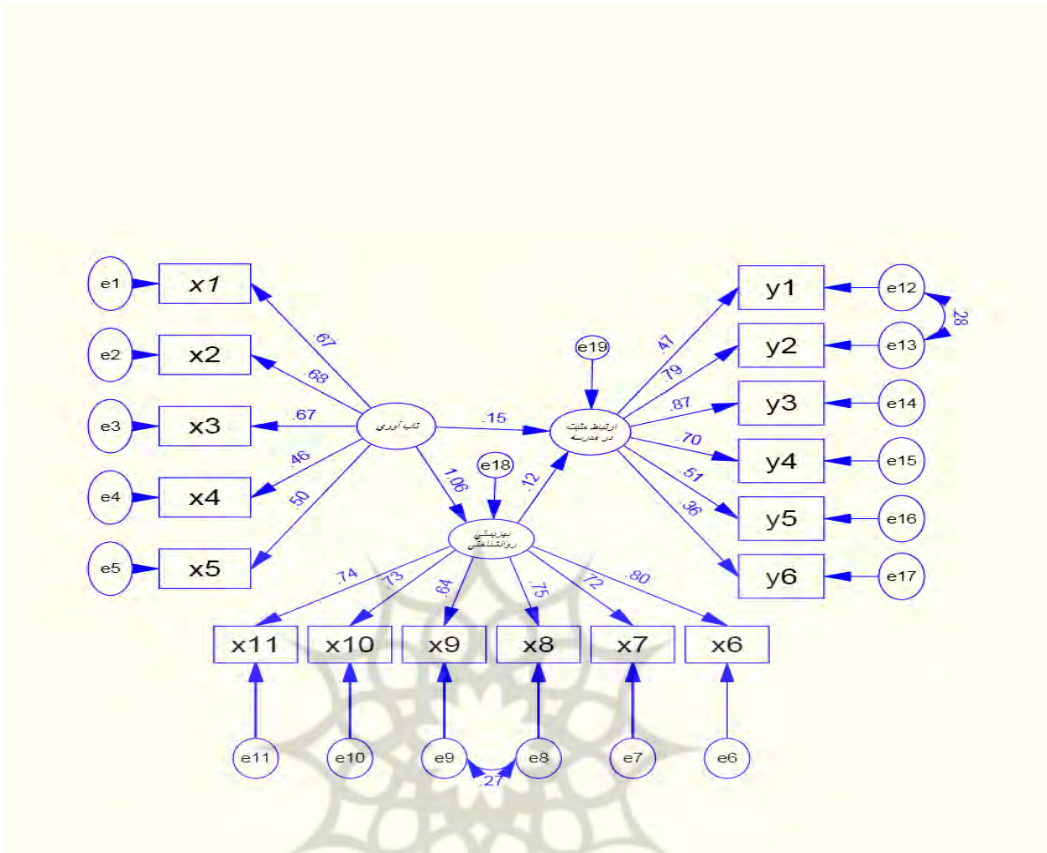 e1
x1
.67
e2
x2
.68
e3
x3
.67
e4
x4
.46
e5
x5
.50
تاب آوری
.15
1.06
e19
ارتباط مثبت
در مدرسه
e18
.12
بهزیستی
روانشناختی
.47
y1
e12
.28
.79
y2
e13
.87
y3
e14
.70
y4
e15
.51
y5
e16
.36
y6
e17
.74
.73
.64
.75
.72
.80
x11
x10
x9
x8
x7
x6
e11
e10
e9
e8
e7
e6
.27